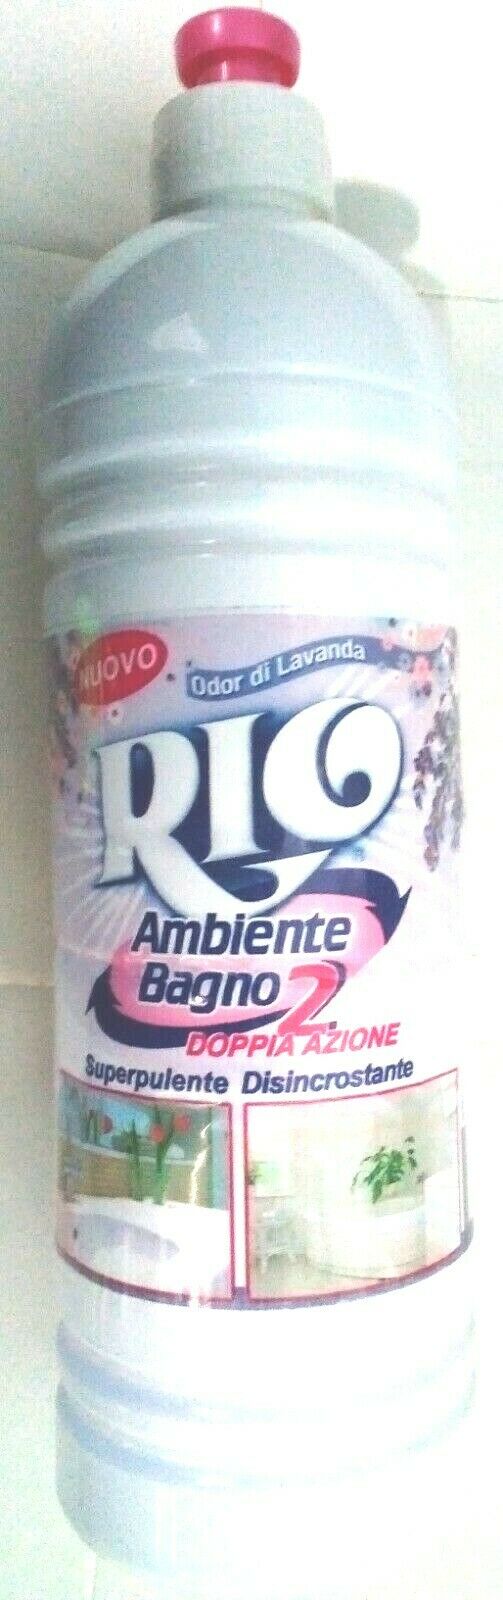 NUOVO
Odor di Lavanda
RIO
®
Ambiente
Bagno 2
DOPPIA AZIONE
Superpulente Disincrostante